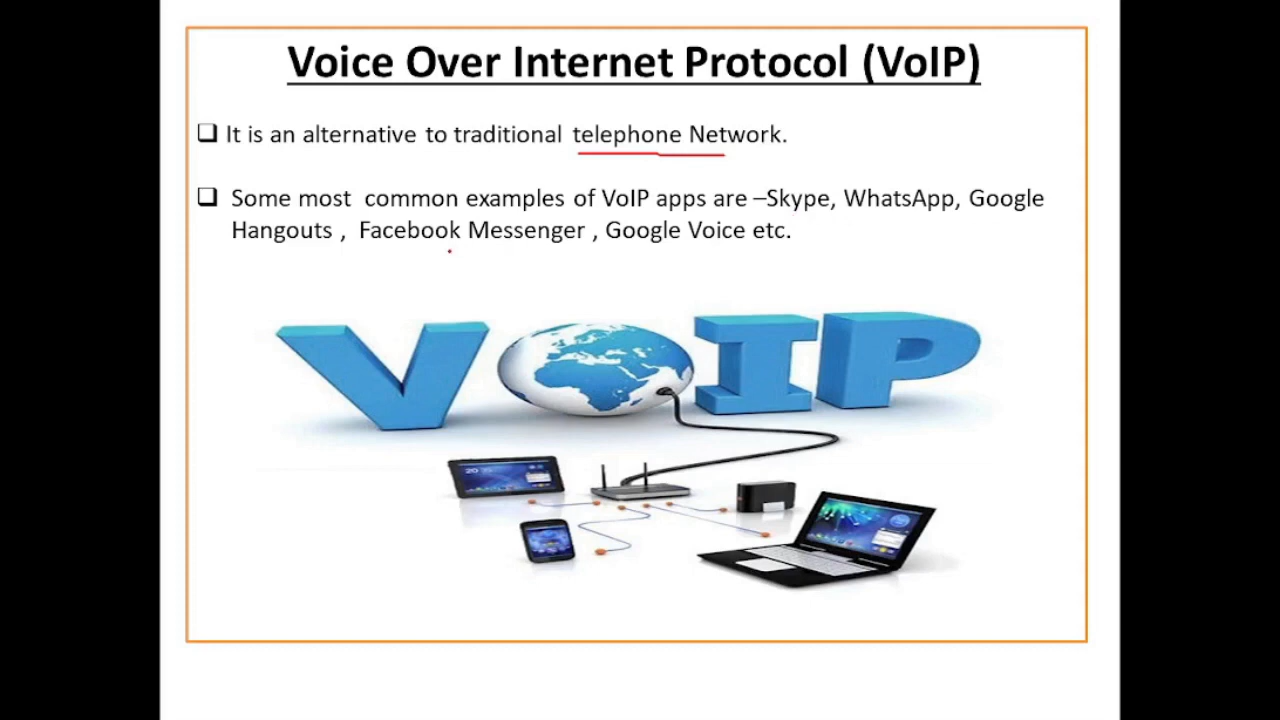 Voice Over Internet Protocol (VoIP)
It is an alternative to traditional telephone Network.
Some most common examples of VoIP apps are –Skype, WhatsApp, Google
Hangouts , Facebook Messenger , Google Voice etc.
VOIP